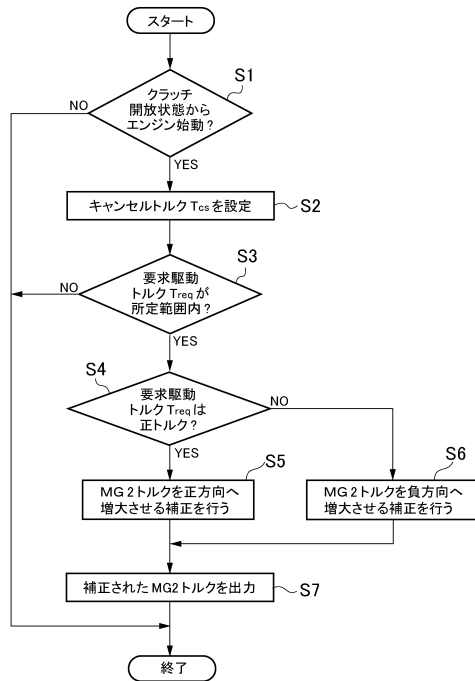 スタート
S1
クラッチ
開放状態から
エンジン始動?
NO
YES
キャンセルトルクTcsを設定
S2
S3
要求駆動
トルクTreqが
所定範囲内?
NO
YES
S4
要求駆動
トルクTreqは
正トルク?
NO
YES
S5
MG2トルクを正方向へ
増大させる補正を行う
S6
MG2トルクを負方向へ
増大させる補正を行う
補正されたMG2トルクを出力
S7
終了